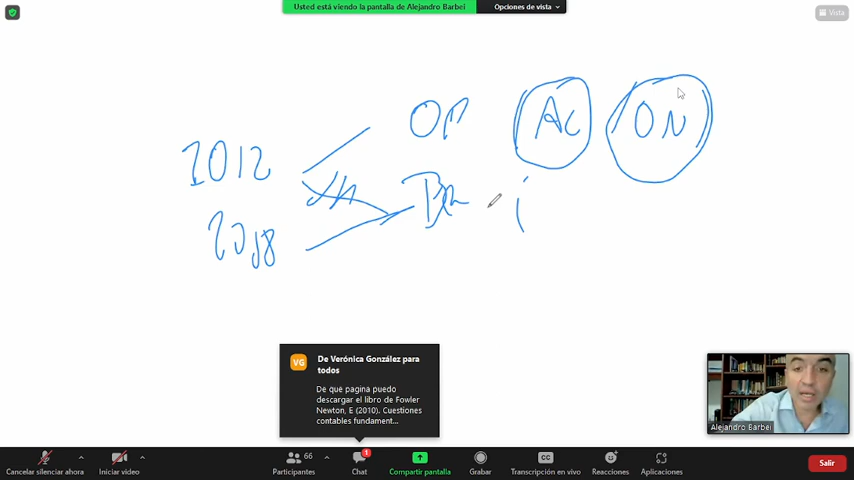 Usted está viendo la pantalla de Alejandro Barbei
Opciones de vista
Vista
OP
AC
ON
2012
2018
VG
De Verónica González para
todos
De que pagina puedo
descargar el libro de Fowler
Newton, E (2010). Cuestiones
contables fundament...
Alejandro Barbei
66
1
Cancelar silenciar ahora
Iniciar video
Participantes
Chat
Compartir pantalla
CC
Grabar
Transcripción en vivo
Reacciones
Aplicaciones
Salir